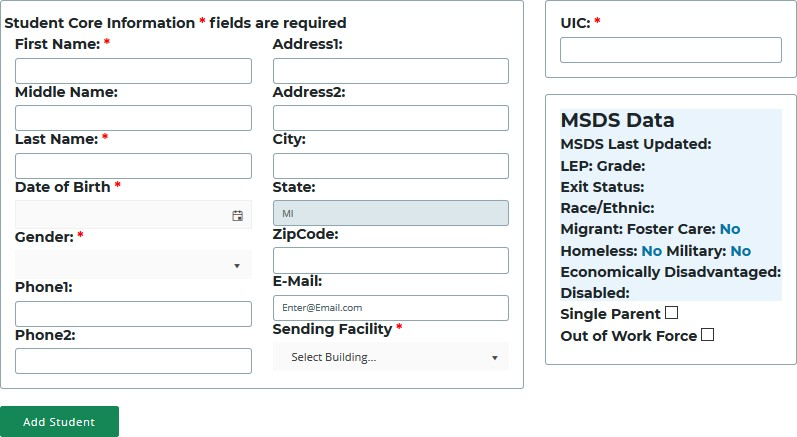 Student Core Information * fields are required
First Name: *
Address1:
Middle Name:
Address2:
Last Name: *
City:
Date of Birth *
State:
MI
Gender: *
ZipCode:
Phone1:
E-Mail:
Enter@Email.com
Phone2:
Sending Facility *
Select Building...
UIC: *
MSDS Data
MSDS Last Updated:
LEP: Grade:
Exit Status:
Race/Ethnic:
Migrant: Foster Care: No
Homeless: No Military: No
Economically Disadvantaged:
Disabled:
Single Parent
Out of Work Force
Add Student